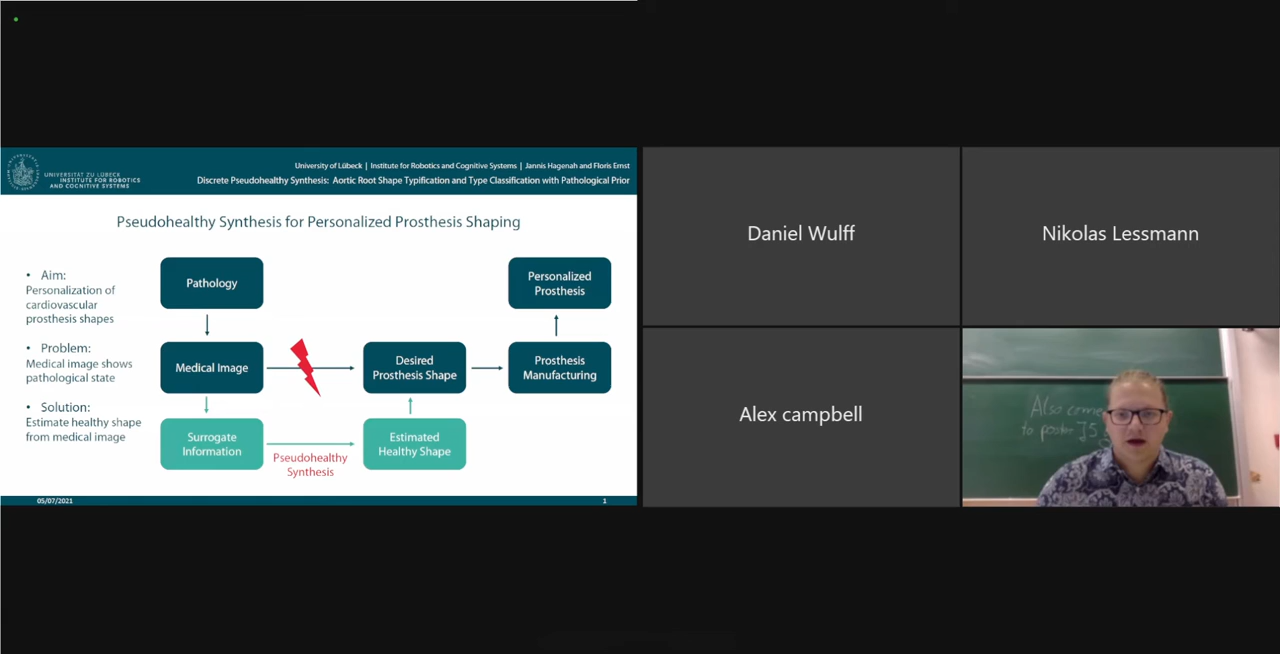 UNIVERSITÄT ZU LÜBECK
INSTITUTE FOR ROBOTICS
AND COGNITIVE SYSTEMS
University of Lübeck | Institute for Robotics and Cognitive Systems | Jannis Hagenah and Floris Ernst
Discrete Pseudohealthy Synthesis: Aortic Root Shape Typification and Type Classification with Pathological Prior
Pseudohealthy Synthesis for Personalized Prosthesis Shaping
• Aim:
Personalization of
cardiovascular
prosthesis shapes
• Problem:
Medical image shows
pathological state
• Solution:
Estimate healthy shape
from medical image
Pathology
Medical Image
Surrogate
Information
Pseudohealthy
Synthesis
Desired
Prosthesis Shape
Estimated
Healthy Shape
Personalized
Prosthesis
Prosthesis
Manufacturing
05/07/2021
1
Daniel Wulff
Nikolas Lessmann
Alex campbell
Also come
to poster J5